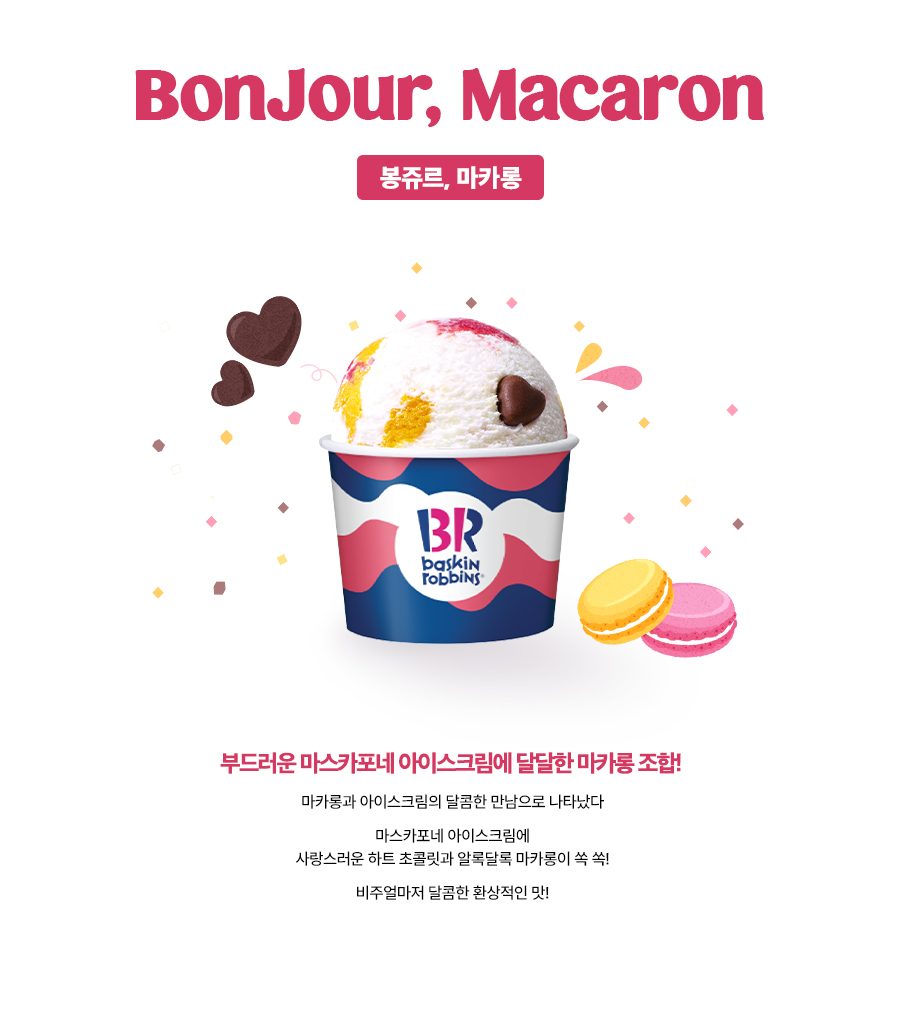 BonJour, Macaron
봉쥬르, 마카롱
BR
baskin
robbins
부드러운 마스카포네 아이스크림에 달달한 마카롱 조합!
마카롱과 아이스크림의 달콤한 만남으로 나타났다
마스카포네 아이스크림에
사랑스러운 하트 초콜릿과 알록달록 마카롱이 쏙 쏙!
비주얼마저 달콤한 환상적인 맛!